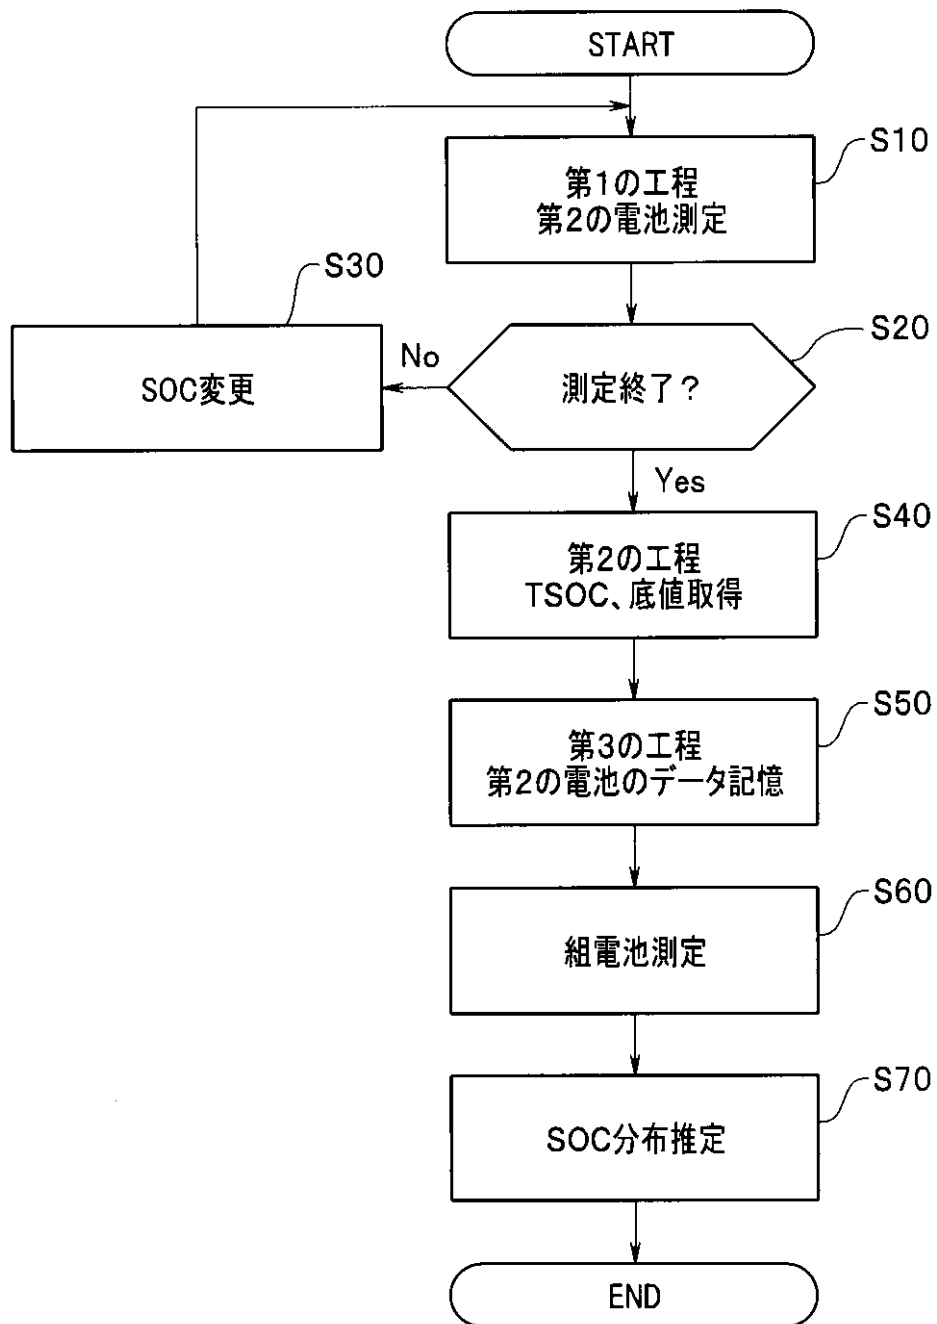 START
S10
第1の工程
第2の電池測定
S30
SOC変更
No
S20
測定終了？
Yes
S40
第2の工程
TSOC、底値取得
S50
第3の工程
第2の電池のデータ記憶
S60
組電池測定
S70
SOC分布推定
END